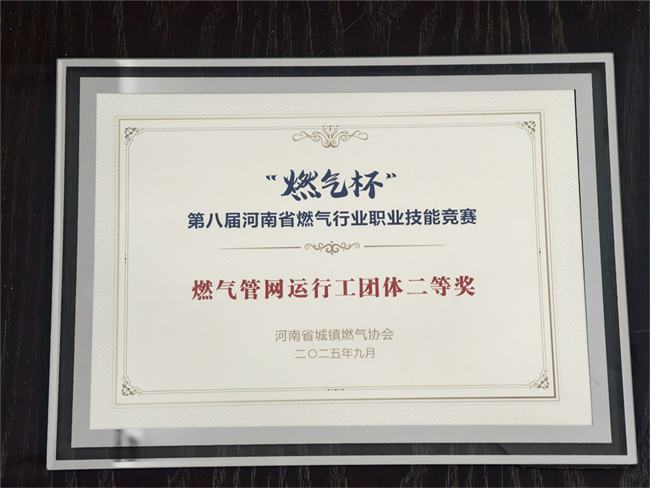 “燃气杯”
第八届河南省燃气行业职业技能竞赛
燃气管网运行工团体二等奖
河南省城镇燃气协会
二〇二五年九月